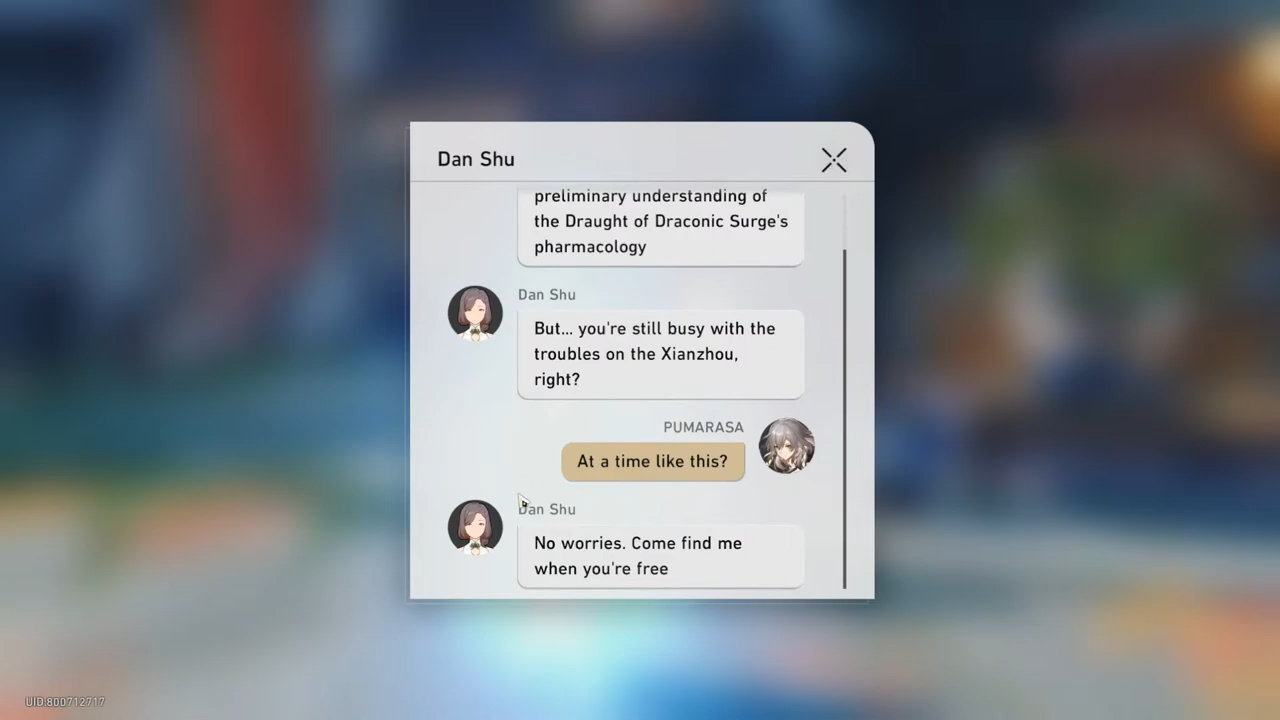 Dan Shu
preliminary understanding of
the Draught of Draconic Surge's
pharmacology
Dan Shu
But... you're still busy with the
troubles on the Xianzhou,
right?
PUMARASA
At a time like this?
Dan Shu
No worries. Come find me
when you're free
UID:800712717